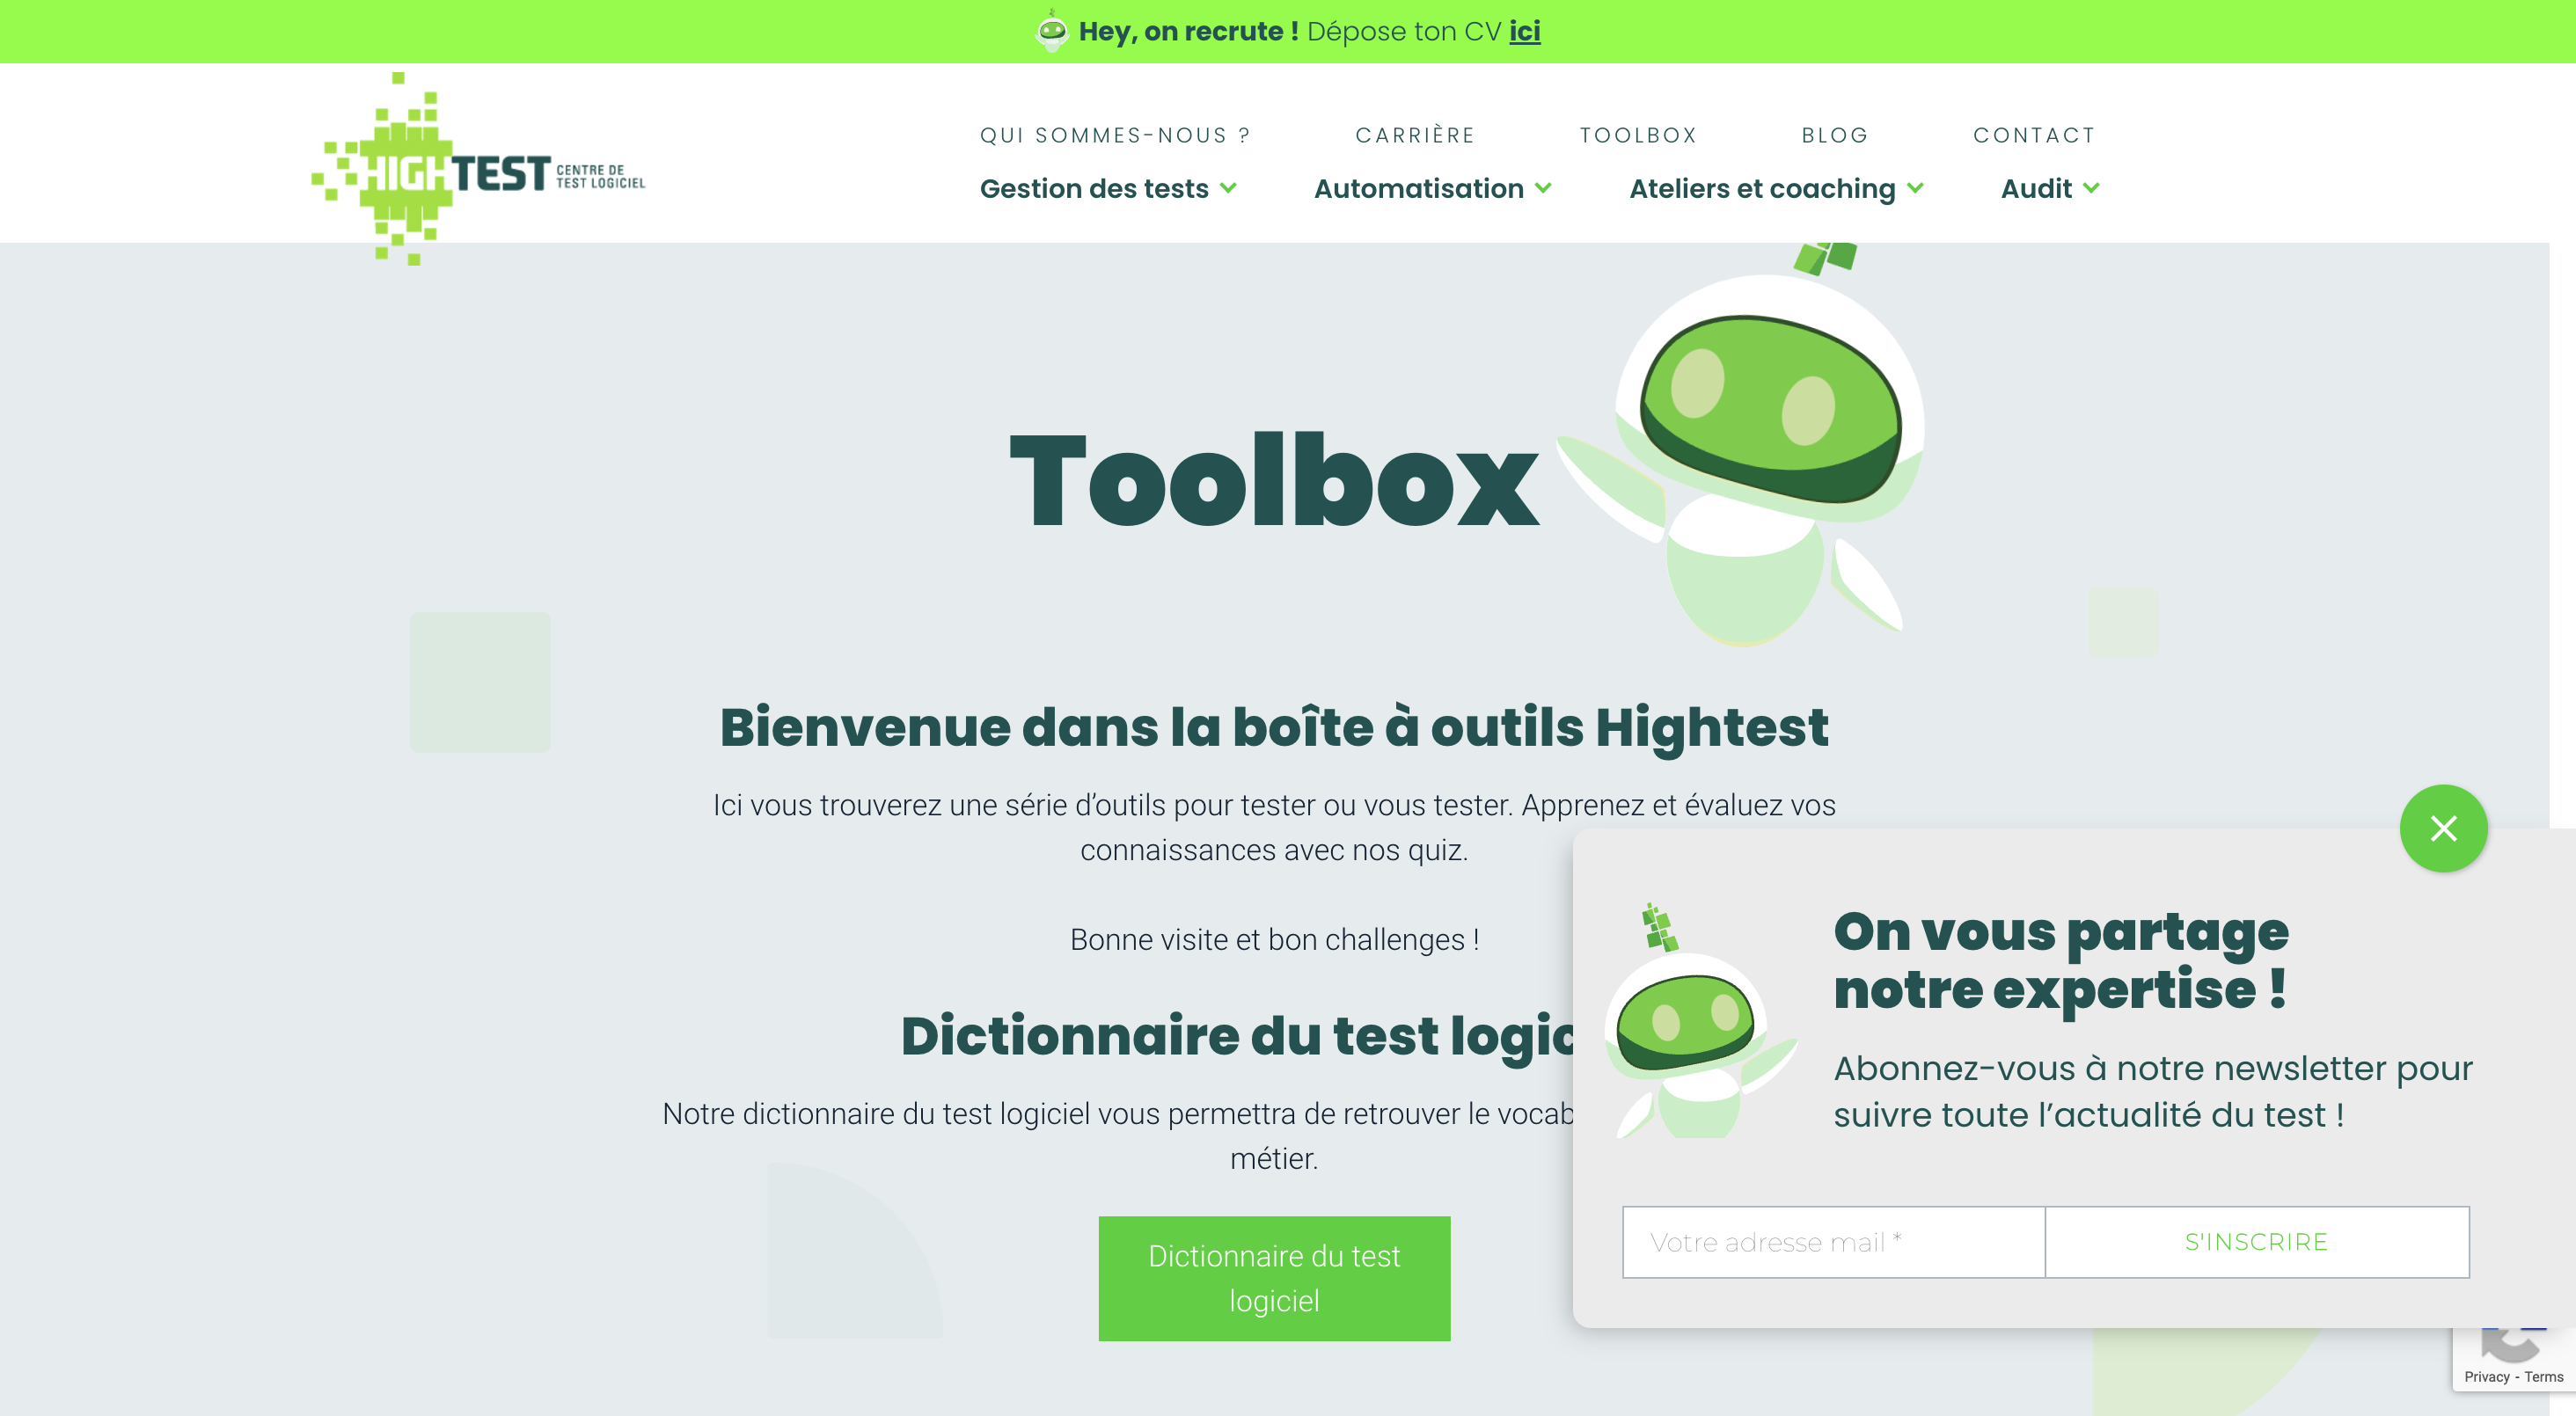 Hey, on recrute ! Dépose ton CV ici
HIGHTEST CENTRE DE
TEST LOGICIEL
QUI SOMMES-NOUS ? CARRIÈRE TOOLBOX BLOG CONTACT
Gestion des tests Automatisation Ateliers et coaching Audit
Toolbox
Bienvenue dans la boîte à outils Hightest
Ici vous trouverez une série d’outils pour tester ou vous tester. Apprenez et évaluez vos
connaissances avec nos quiz.
Bonne visite et bon challenges !
Dictionnaire du test logic
Notre dictionnaire du test logiciel vous permettra de retrouver le vocab
métier.
Dictionnaire du test
logiciel
On vous partage
notre expertise !
Abonnez-vous à notre newsletter pour
suivre toute l’actualité du test !
Votre adresse mail * S'INSCRIRE
Privacy - Terms